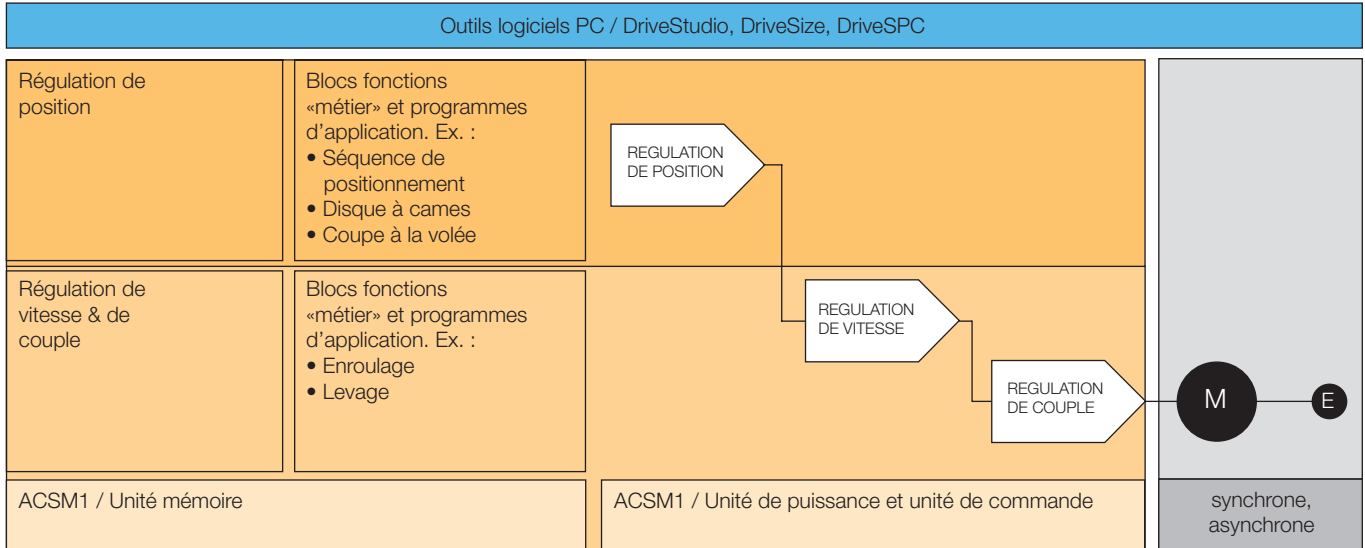 Outils logiciels PC / DriveStudio, DriveSize, DriveSPC
Régulation de
position
Blocs fonctions
«métier» et programmes
d’application. Ex. :
• Séquence de
positionnement
• Disque à cames
• Coupe à la volée
REGULATION
DE POSITION
Régulation de
vitesse & de
couple
Blocs fonctions
«métier» et programmes
d’application. Ex. :
• Enroulage
• Levage
REGULATION
DE VITESSE
REGULATION
DE COUPLE
M
E
ACSM1 / Unité mémoire
ACSM1 / Unité de puissance et unité de commande
synchrone,
asynchrone